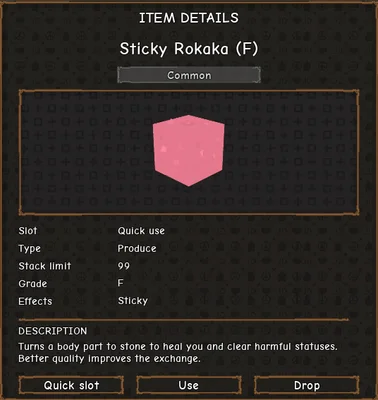 ITEM DETAILS
Sticky Rokaka (F)
Common
Slot Quick use
Type Produce
Stack limit 99
Grade F
Effects Sticky
DESCRIPTION
Turns a body part to stone to heal you and clear harmful statuses.
Better quality improves the exchange.
Quick slot Use Drop